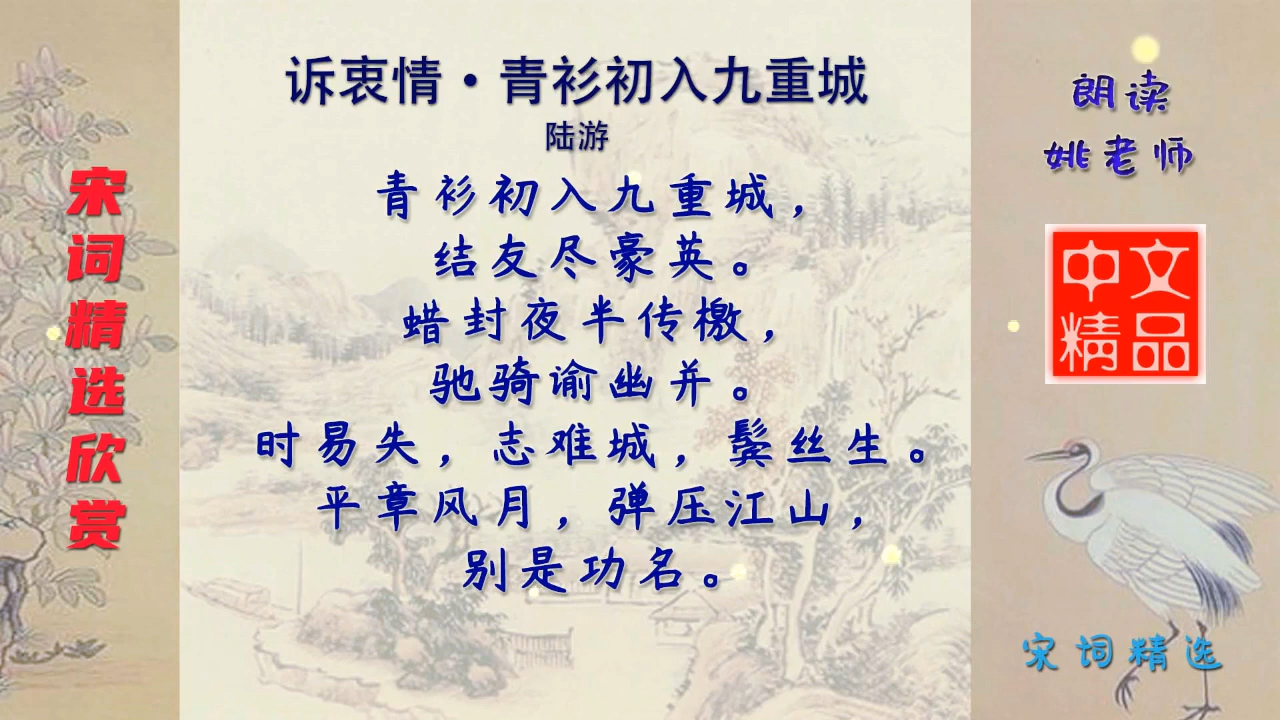 诉衷情·青衫初入九重城
陆游
青衫初入九重城，
结友尽豪英。
蜡封夜半传檄，
驰骑谕幽并。
时易失，志难城，鬓丝生。
平章风月，弹压江山，
别是功名。
宋词精选欣赏
朗读
姚老师
中文
精品
宋词精选